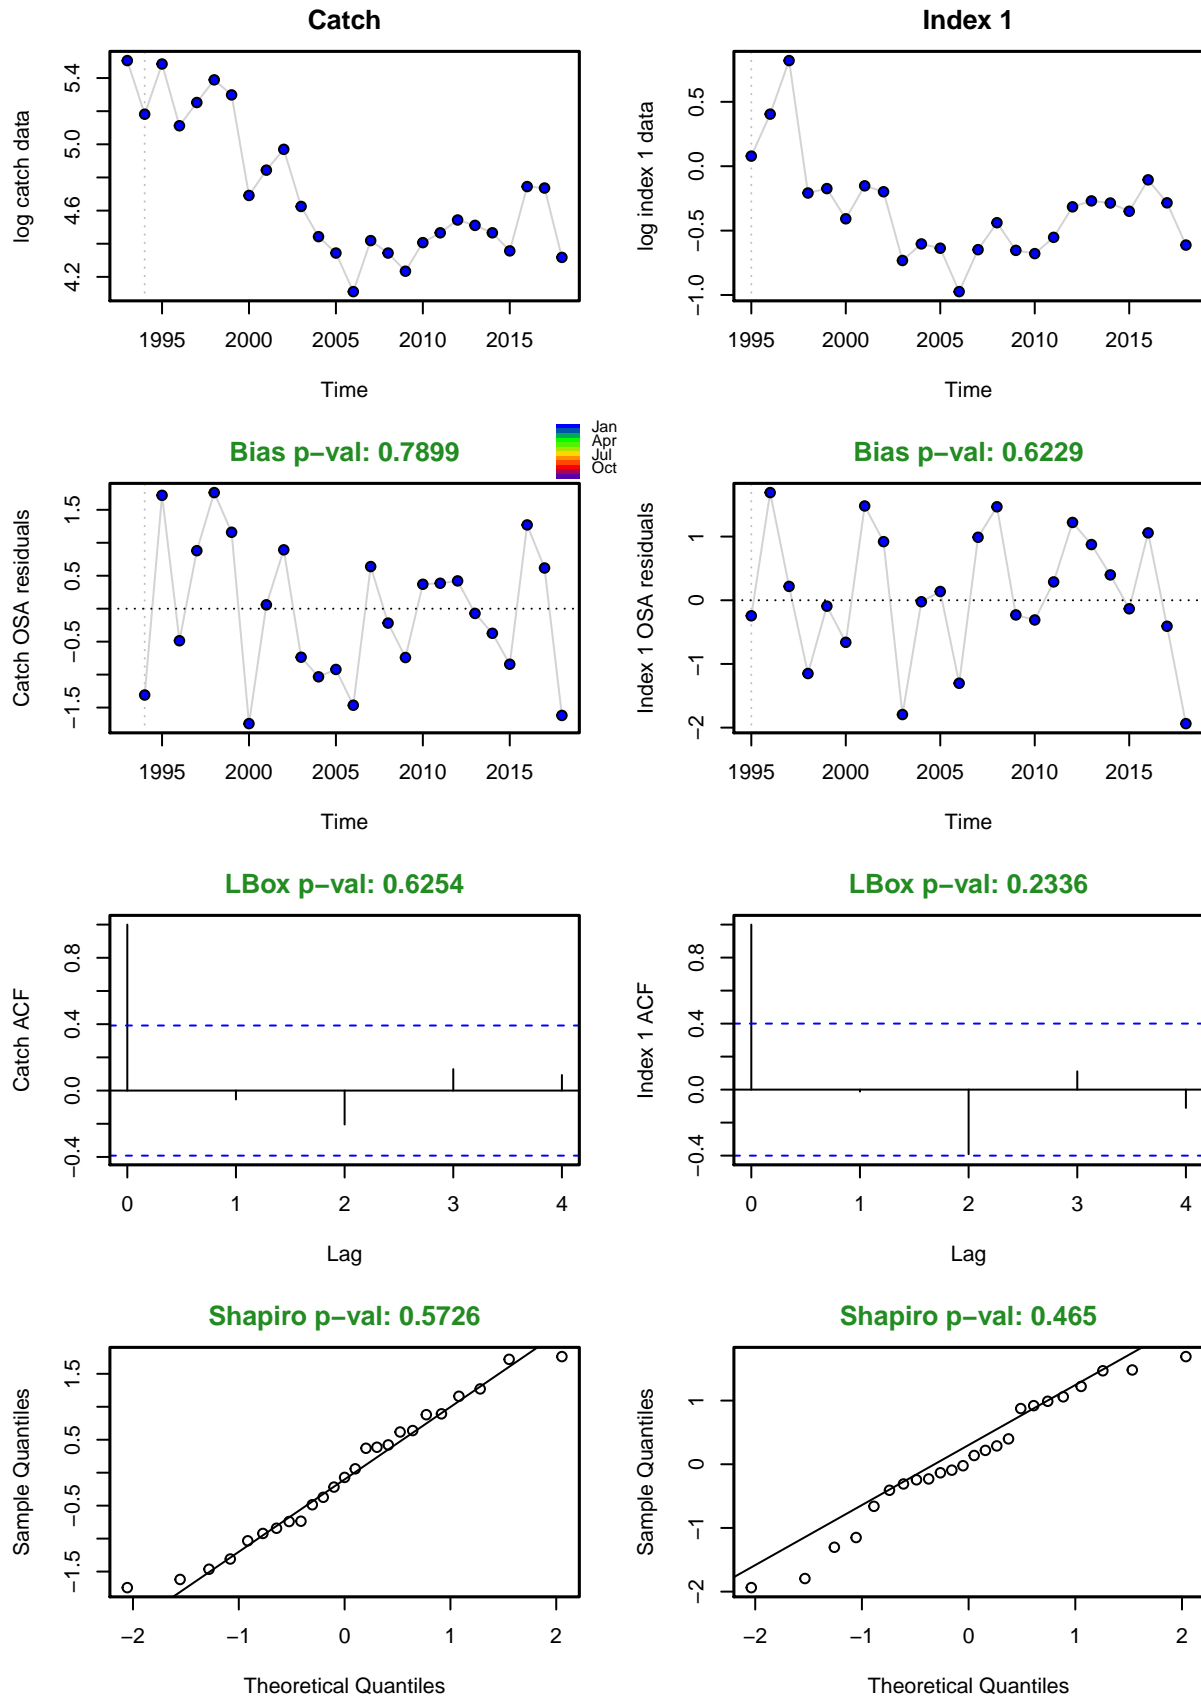 Catch
Index 1
log catch data
4.2 4.6 5.0 5.4
1995 2000 2005 2010 2015
Time
log index 1 data
−1.0 −0.5 0.0 0.5
1995 2000 2005 2010 2015
Time
Bias p−val: 0.7899
Jan
Apr
Jul
Oct
Bias p−val: 0.6229
Catch OSA residuals
−1.5 −0.5 0.5 1.5
1995 2000 2005 2010 2015
Time
Index 1 OSA residuals
−2 −1 0 1
1995 2000 2005 2010 2015
Time
LBox p−val: 0.6254
LBox p−val: 0.2336
Catch ACF
−0.4 0.0 0.4 0.8
0 1 2 3 4
Lag
Index 1 ACF
−0.4 0.0 0.4 0.8
0 1 2 3 4
Lag
Shapiro p−val: 0.5726
Shapiro p−val: 0.465
Sample Quantiles
−1.5 −0.5 0.5 1.5
−2 −1 0 1 2
Theoretical Quantiles
Sample Quantiles
−2 −1 0 1
−2 −1 0 1 2
Theoretical Quantiles